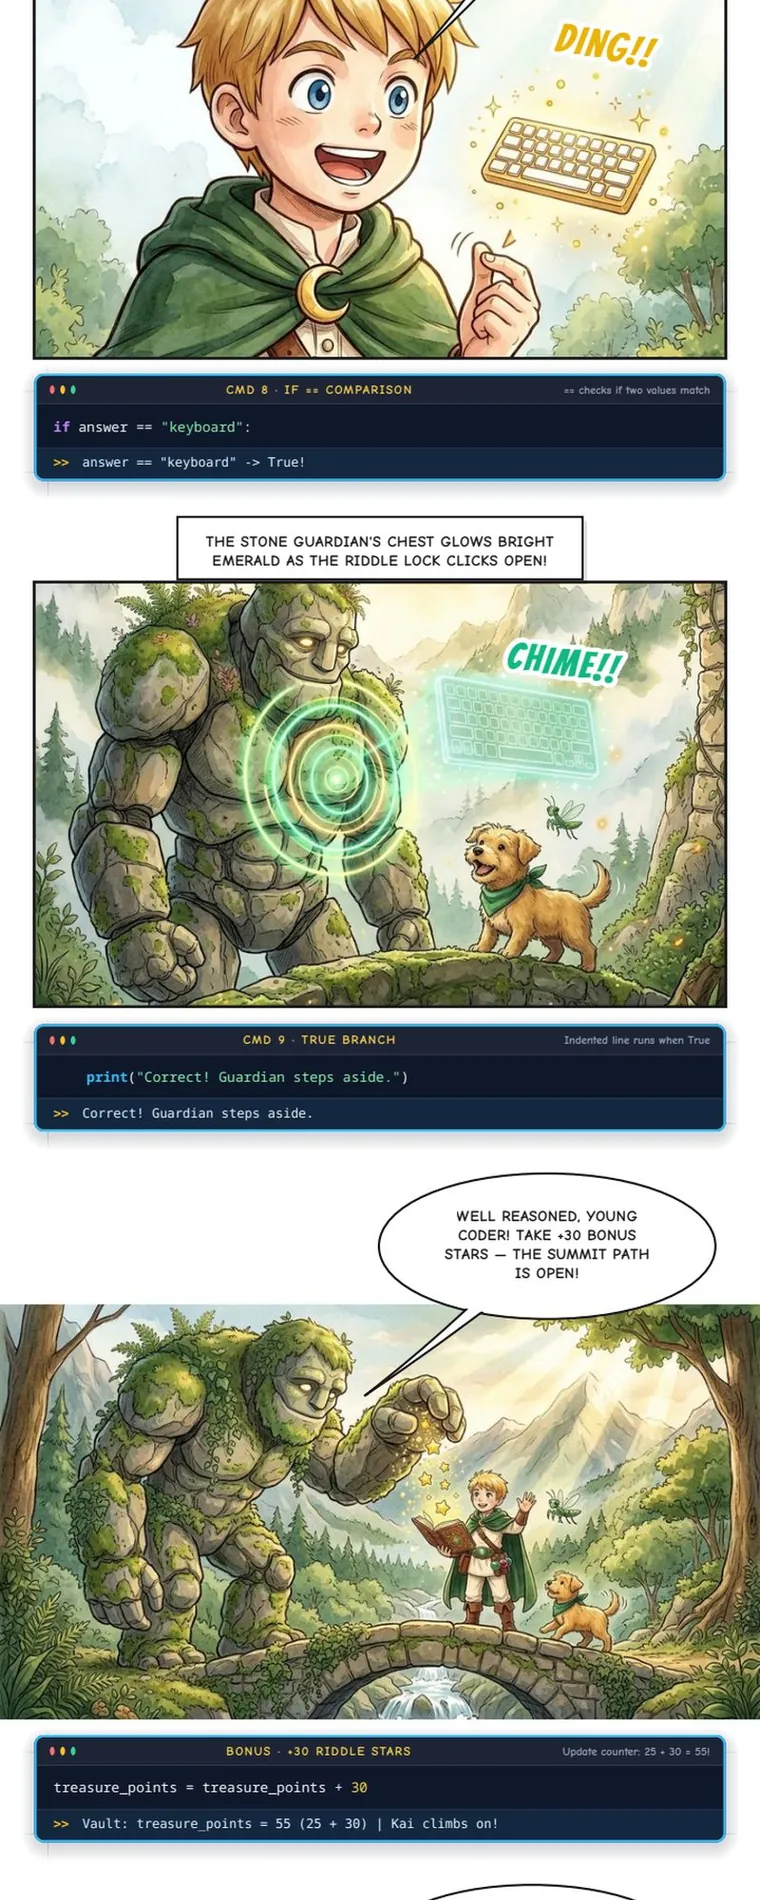 DING!!
CMD 8 · IF == COMPARISON
== checks if two values match
if answer == "keyboard":
>> answer == "keyboard" -> True!
THE STONE GUARDIAN'S CHEST GLOWS BRIGHT
EMERALD AS THE RIDDLE LOCK CLICKS OPEN!
CHIME!!
CMD 9 · TRUE BRANCH
Indented line runs when True
print("Correct! Guardian steps aside.")
>> Correct! Guardian steps aside.
WELL REASONED, YOUNG
CODER! TAKE +30 BONUS
STARS — THE SUMMIT PATH
IS OPEN!
BONUS · +30 RIDDLE STARS
Update counter: 25 + 30 = 55!
treasure_points = treasure_points + 30
>> Vault: treasure_points = 55 (25 + 30) | Kai climbs on!